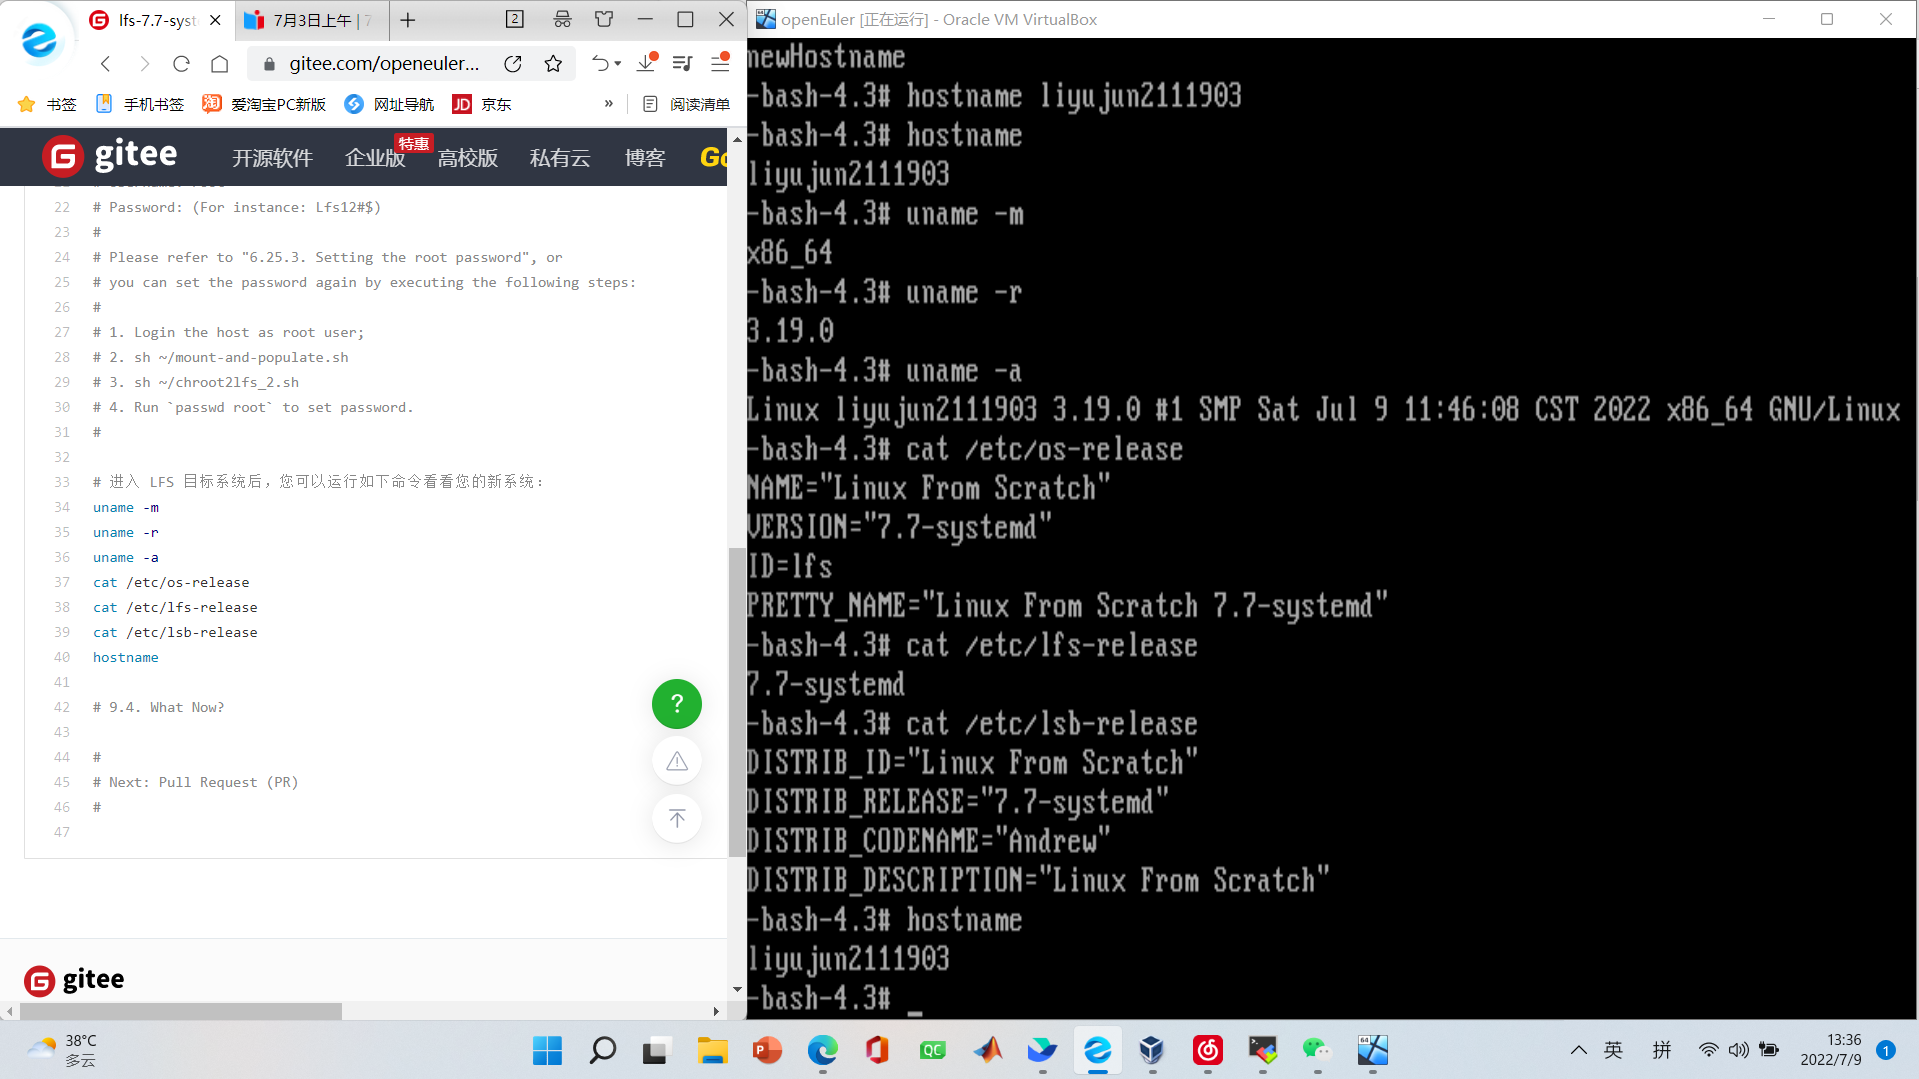 lfs-7.7-syst
7月3日上午 | 7
2
gitee.com/openeuler...
书签
手机书签
爱淘宝PC新版
网址导航
JD 京东
»
阅读清单
gitee
开源软件
企业版
特惠
高校版
私有云
博客
22 # Password: (For instance: Lfs12#$)
23 #
24 # Please refer to "6.25.3. Setting the root password", or
25 # you can set the password again by executing the following steps:
26 #
27 # 1. Login the host as root user;
28 # 2. sh ~/mount-and-populate.sh
29 # 3. sh ~/chroot2lfs_2.sh
30 # 4. Run `passwd root` to set password.
31 #
32
33 # 进入 LFS 目标系统后，您可以运行如下命令看看您的新系统：
34 uname -m
35 uname -r
36 uname -a
37 cat /etc/os-release
38 cat /etc/lfs-release
39 cat /etc/lsb-release
40 hostname
41
42 # 9.4. What Now?
43
44 #
45 # Next: Pull Request (PR)
46 #
47
?
gitee
openEuler [正在运行] - Oracle VM VirtualBox
newHostname
-bash-4.3# hostname liyujun2111903
-bash-4.3# hostname
liyujun2111903
-bash-4.3# uname -m
x86_64
-bash-4.3# uname -r
3.19.0
-bash-4.3# uname -a
Linux liyujun2111903 3.19.0 #1 SMP Sat Jul 9 11:46:08 CST 2022 x86_64 GNU/Linux
-bash-4.3# cat /etc/os-release
NAME="Linux From Scratch"
VERSION="7.7-systemd"
ID=lfs
PRETTY_NAME="Linux From Scratch 7.7-systemd"
-bash-4.3# cat /etc/lfs-release
7.7-systemd
-bash-4.3# cat /etc/lsb-release
DISTRIB_ID="Linux From Scratch"
DISTRIB_RELEASE="7.7-systemd"
DISTRIB_CODENAME="Andrew"
DISTRIB_DESCRIPTION="Linux From Scratch"
-bash-4.3# hostname
liyujun2111903
-bash-4.3# _
38°C
多云
QC
64
英
拼
13:36
2022/7/9
1